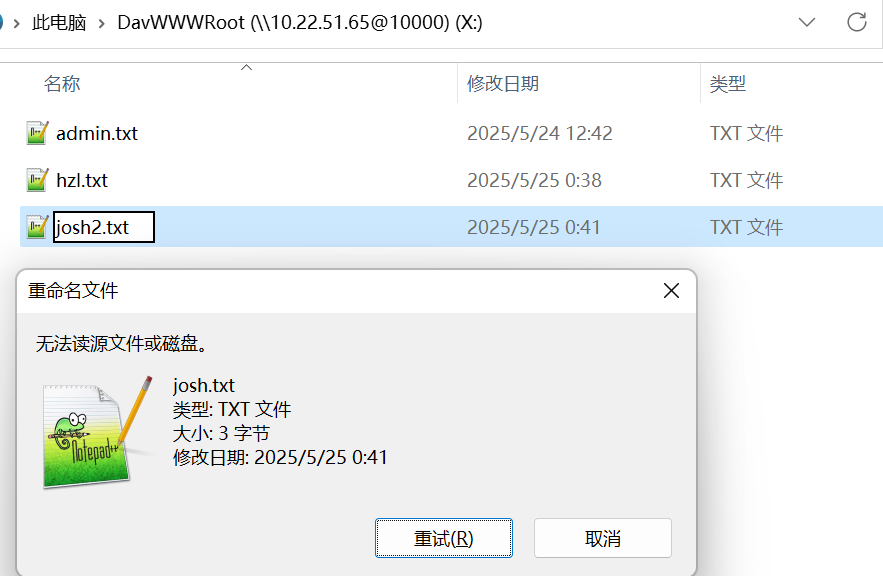 此电脑 > DavWWWRoot (\\10.22.51.65@10000) (X:)
名称 修改日期 类型
admin.txt 2025/5/24 12:42 TXT 文件
hzl.txt 2025/5/25 0:38 TXT 文件
josh2.txt 2025/5/25 0:41 TXT 文件
重命名文件
无法读源文件或磁盘。
josh.txt
类型: TXT 文件
大小: 3 字节
修改日期: 2025/5/25 0:41
Notepad++
重试(R) 取消